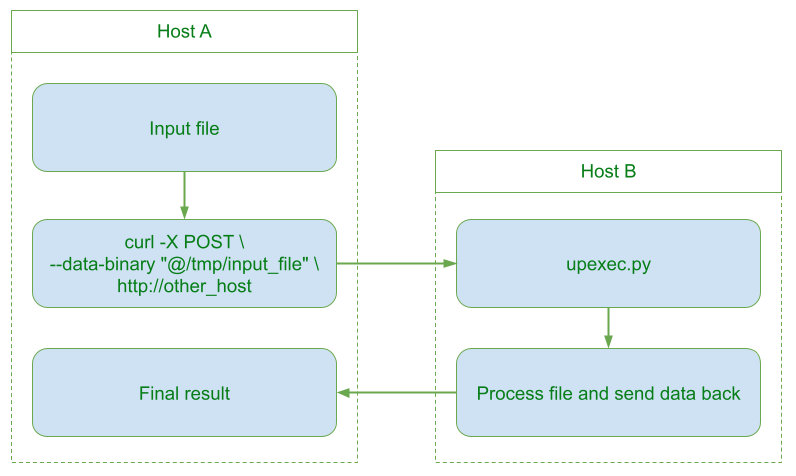 Host A
Input file
curl -X POST \
--data-binary "@/tmp/input_file" \
http://other_host
Final result
Host B
upexec.py
Process file and send data back